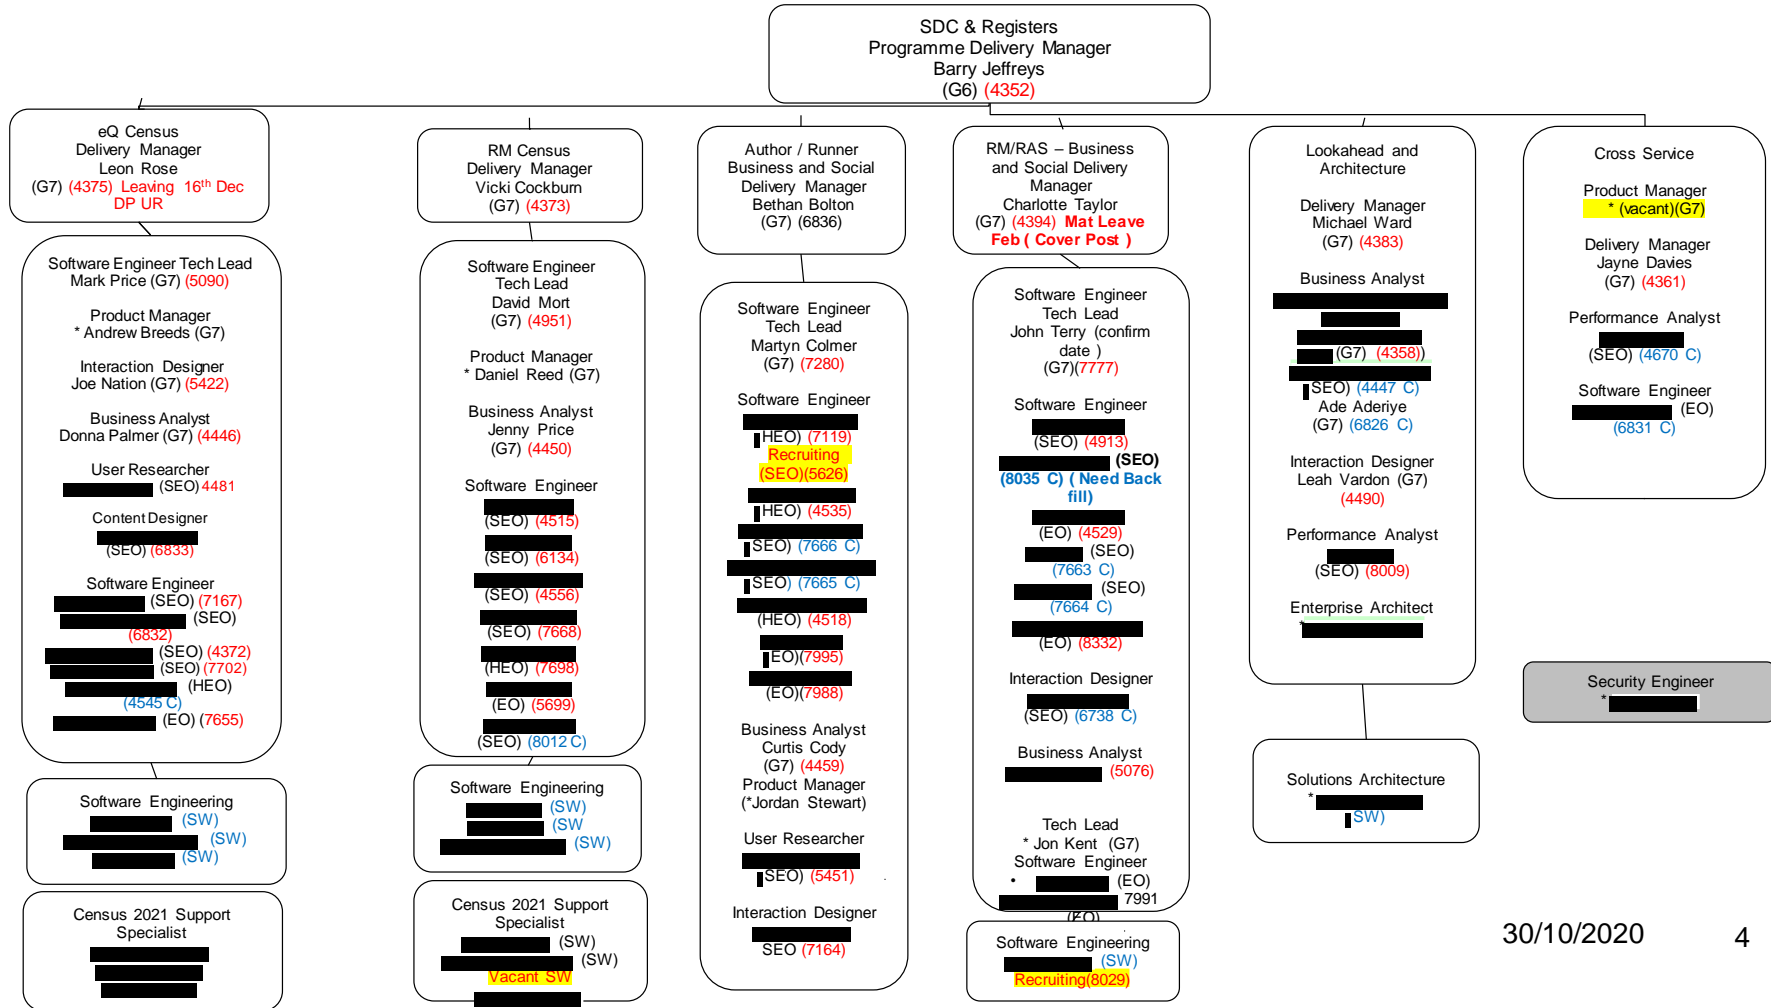 SDC & Registers
Programme Delivery Manager
Barry Jeffreys
(G6) (4352)
eQ Census
Delivery Manager
Leon Rose
(G7) (4375) Leaving 16th Dec
DP UR
Software Engineer Tech Lead
Mark Price (G7) (5090)
Product Manager
* Andrew Breeds (G7)
Interaction Designer
Joe Nation (G7) (5422)
Business Analyst
Donna Palmer (G7) (4446)
User Researcher
(SEO) 4481
Content Designer
(SEO) (6833)
Software Engineer
(SEO) (7167)
(SEO)
(6832)
(SEO) (4372)
(SEO) (7702)
(HEO)
(4545 C)
(EO) (7655)
Software Engineering
(SW)
(SW)
(SW)
Census 2021 Support
Specialist
RM Census
Delivery Manager
Vicki Cockburn
(G7) (4373)
Software Engineer
Tech Lead
David Mort
(G7) (4951)
Product Manager
* Daniel Reed (G7)
Business Analyst
Jenny Price
(G7) (4450)
Software Engineer
(SEO) (4515)
(SEO) (6134)
(SEO) (4556)
(SEO) (7668)
(HEO) (7698)
(EO) (5699)
(SEO) (8012 C)
Software Engineering
(SW)
(SW
(SW)
Census 2021 Support
Specialist
(SW)
(SW)
Vacant SW
Author / Runner
Business and Social
Delivery Manager
Bethan Bolton
(G7) (6836)
Software Engineer
Tech Lead
Martyn Colmer
(G7) (7280)
Software Engineer
HEO) (7119)
Recruiting
(SEO)(5626)
HEO) (4535)
SEO) (7666 C)
SEO) (7665 C)
(HEO) (4518)
EO)(7995)
(EO)(7988)
Business Analyst
Curtis Cody
(G7) (4459)
Product Manager
(*Jordan Stewart)
User Researcher
SEO) (5451)
Interaction Designer
SEO (7164)
RM/RAS – Business
and Social Delivery
Manager
Charlotte Taylor
(G7) (4394) Mat Leave
Feb ( Cover Post )
Software Engineer
Tech Lead
John Terry (confirm
date )
(G7)(7777)
Software Engineer
(SEO) (4913)
(SEO)
(8035 C) ( Need Back
fill)
(EO) (4529)
(SEO)
(7663 C)
(SEO)
(7664 C)
(EO) (8332)
Interaction Designer
(SEO) (6738 C)
Business Analyst
(5076)
Tech Lead
* Jon Kent (G7)
Software Engineer
• (EO)
7991
(EO)
Software Engineering
(SW)
Recruiting(8029)
Lookahead and
Architecture
Delivery Manager
Michael Ward
(G7) (4383)
Business Analyst
(G7) (4358))
SEO) (4447 C)
Ade Aderiye
(G7) (6826 C)
Interaction Designer
Leah Vardon (G7)
(4490)
Performance Analyst
(SEO) (8009)
Enterprise Architect
*
Solutions Architecture
*
SW)
Cross Service
Product Manager
* (vacant)(G7)
Delivery Manager
Jayne Davies
(G7) (4361)
Performance Analyst
(SEO) (4670 C)
Software Engineer
(EO)
(6831 C)
Security Engineer
*
30/10/2020
4